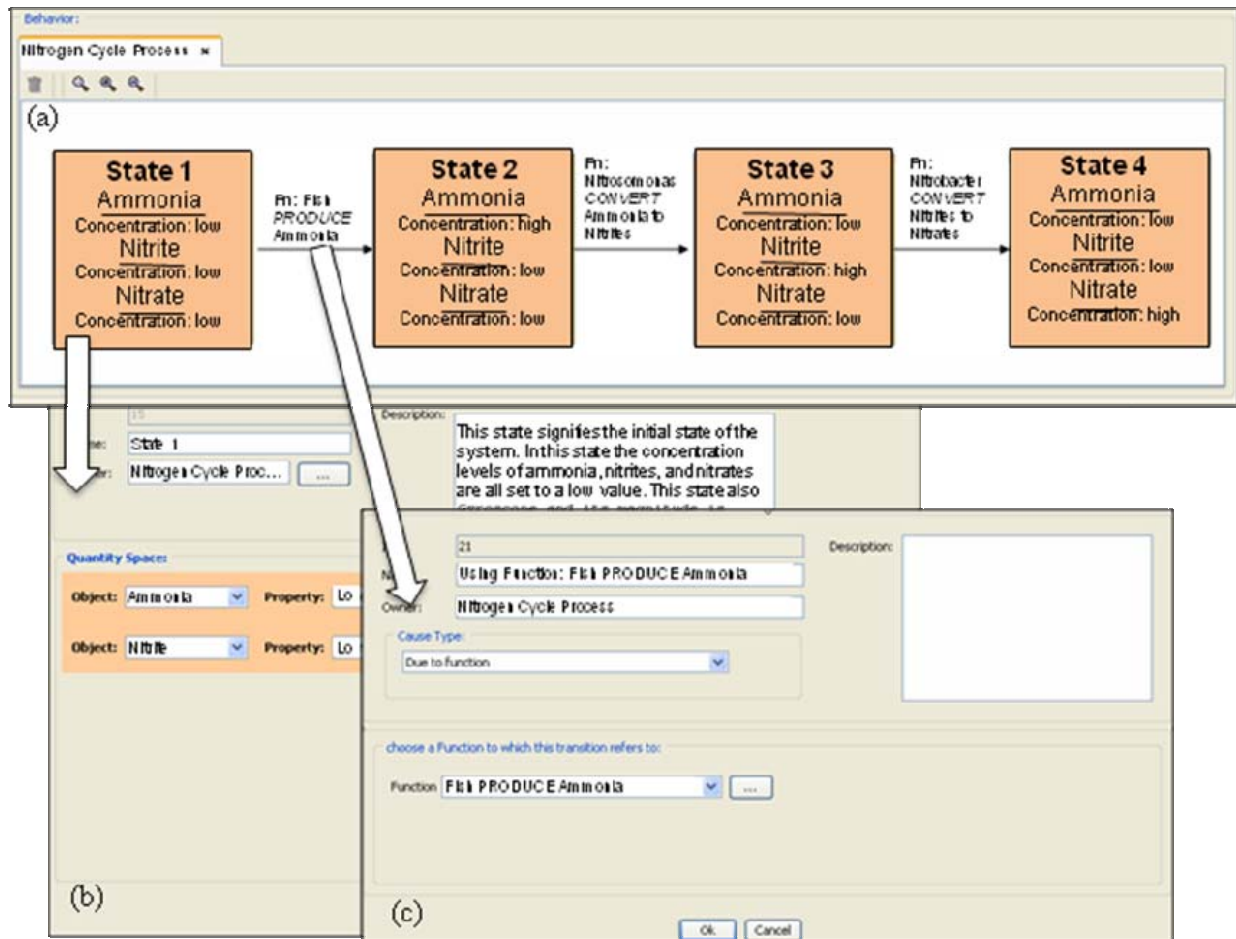 Behavior:
Nitrogen Cycle Process
(a)
State 1
Ammonia
Concentration: low
Nitrite
Concentration: low
Nitrate
Concentration: low
Fn: Fish
PRODUCE
Ammonia
State 2
Ammonia
Concentration: high
Nitrite
Concentration: low
Nitrate
Concentration: low
Fn:
Nitrosomonas
CONVERT
Ammonia to
Nitrites
State 3
Ammonia
Concentration: low
Nitrite
Concentration: high
Nitrate
Concentration: low
Fn:
Nitrobacter
CONVERT
Nitrites to
Nitrates
State 4
Ammonia
Concentration: low
Nitrite
Concentration: low
Nitrate
Concentration: high
15
State 1
Nitrogen Cycle Proc... ...
Description:
This state signifies the initial state of the
system. In this state the concentration
levels of ammonia, nitrites, and nitrates
are all set to a low value. This state also
Quantity Space:
Object: Ammonia Property: Lo
Object: Nitrite Property: Lo
(b)
21
Description:
Using Function: Fish PRODUCE Ammonia
Owner: Nitrogen Cycle Process
Cause Type:
Due to function
choose a Function to which this transition refers to:
Function Fish PRODUCE Ammonia ...
(c)
Ok Cancel